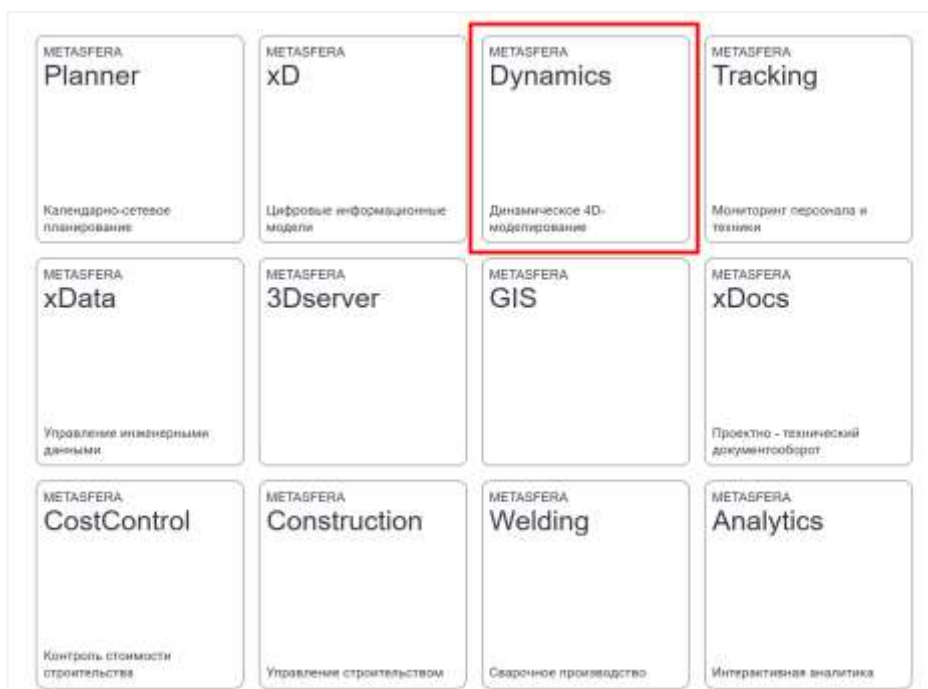 METASFERA
Planner
Календарно-сетевое
планирование
METASFERA
xD
Цифровые информационные
модели
METASFERA
Dynamics
Динамическое 4D-
моделирование
METASFERA
Tracking
Мониторинг персонала и
техники
METASFERA
xData
Управление инженерными
данными
METASFERA
3Dserver
METASFERA
GIS
METASFERA
xDocs
Проектно - технический
документооборот
METASFERA
CostControl
Контроль стоимости
строительства
METASFERA
Construction
Управление строительством
METASFERA
Welding
Сварочное производство
METASFERA
Analytics
Интерактивная аналитика